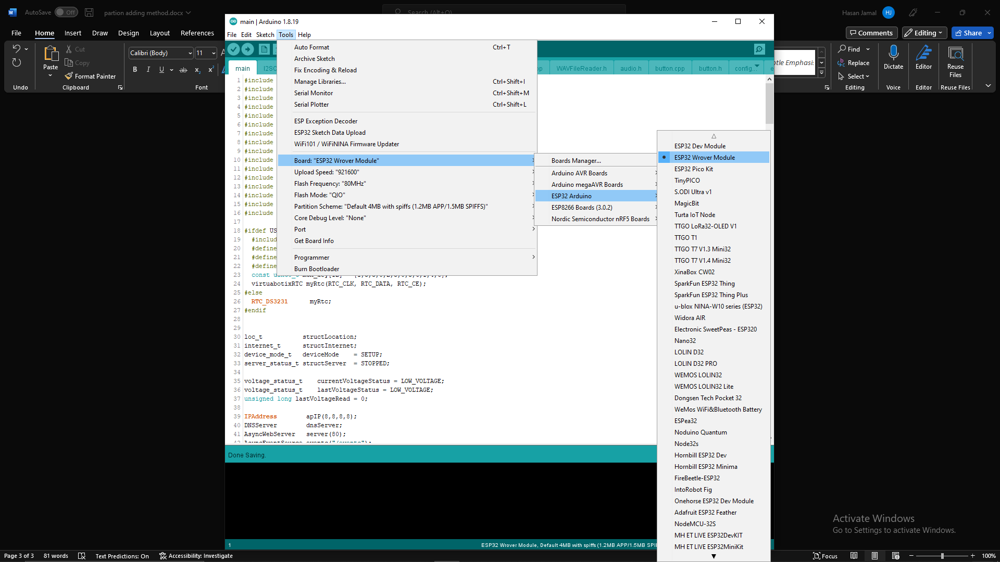 AutoSave Off partion adding method.docx Search (Alt+Q) Hasan Jamal HJ
main | Arduino 1.8.19
File Home Insert Draw Design Layout References Comments Editing Share
File Edit Sketch Tools Help
Undo
Paste
Cut
Copy
Format Painter
Clipboard
Calibri (Body) 11 A
B I U ab x2 x2
Font
Find
Replace
Select
Editing
Dictate
Voice
Editor
Editor
Reuse Files
Reuse Files
main I2SO WAVFileReader.h audio.h button.cpp button.h config...
Auto Format Ctrl+T
Archive Sketch
Fix Encoding & Reload
Manage Libraries... Ctrl+Shift+I
Serial Monitor Ctrl+Shift+M
Serial Plotter Ctrl+Shift+L
ESP Exception Decoder
ESP32 Sketch Data Upload
WiFi101 / WiFiNINA Firmware Updater
Board: "ESP32 Wrover Module"
Upload Speed: "921600"
Flash Frequency: "80MHz"
Flash Mode: "QIO"
Partition Scheme: "Default 4MB with spiffs (1.2MB APP/1.5MB SPIFFS)"
Core Debug Level: "None"
Port
Get Board Info
Programmer
Burn Bootloader
Boards Manager...
Arduino AVR Boards
Arduino megaAVR Boards
ESP32 Arduino
ESP8266 Boards (3.0.2)
Nordic Semiconductor nRF5 Boards
ESP32 Dev Module
ESP32 Wrover Module
ESP32 Pico Kit
TinyPICO
S.ODI Ultra v1
MagicBit
Turta IoT Node
TTGO LoRa32-OLED V1
TTGO T1
TTGO T7 V1.3 Mini32
TTGO T7 V1.4 Mini32
XinaBox CW02
SparkFun ESP32 Thing
SparkFun ESP32 Thing Plus
u-blox NINA-W10 series (ESP32)
Widora AIR
Electronic SweetPeas - ESP320
Nano32
LOLIN D32
LOLIN D32 PRO
WEMOS LOLIN32
WEMOS LOLIN32 Lite
Dongsen Tech Pocket 32
WeMos WiFi&Bluetooth Battery
ESPea32
Noduino Quantum
Node32s
Hornbill ESP32 Dev
Hornbill ESP32 Minima
FireBeetle-ESP32
IntoRobot Fig
Onehorse ESP32 Dev Module
Adafruit ESP32 Feather
NodeMCU-32S
MH ET LIVE ESP32DevKIT
MH ET LIVE ESP32MiniKit
1 #include
2 #include
3 #include
4 #include
5 #include
6 #include
7 #include
8 #include
9 #include
10 #include
11 #include
12 #include
13 #include
14 #include
15 #include
16 #include
17
18 #ifdef US
19 #includ
20 #define
21 #define
22 #define
23 const
24 virtuabotixRTC myRtc(RTC_CLK, RTC_DATA, RTC_CE);
25 #else
26 RTC_DS3231 myRtc;
27 #endif
28
29
30 loc_t structLocation;
31 internet_t structInternet;
32 device_mode_t deviceMode = SETUP;
33 server_status_t structServer = STOPPED;
34
35 voltage_status_t currentVoltageStatus = LOW_VOLTAGE;
36 voltage_status_t lastVoltageStatus = LOW_VOLTAGE;
37 unsigned long lastVoltageRead = 0;
38
39 IPAddress apIP(8,8,8,8);
40 DNSServer dnsServer;
41 AsyncWebServer server(80);
42 AsyncEventSource events("/events");
Done Saving.
1 ESP32 Wrover Module, Default 4MB with spiffs (1.2MB APP/1.5MB SPI
Activate Windows
Go to Settings to activate Windows.
Page 3 of 3 81 words Text Predictions: On Accessibility: Investigate Focus 100%